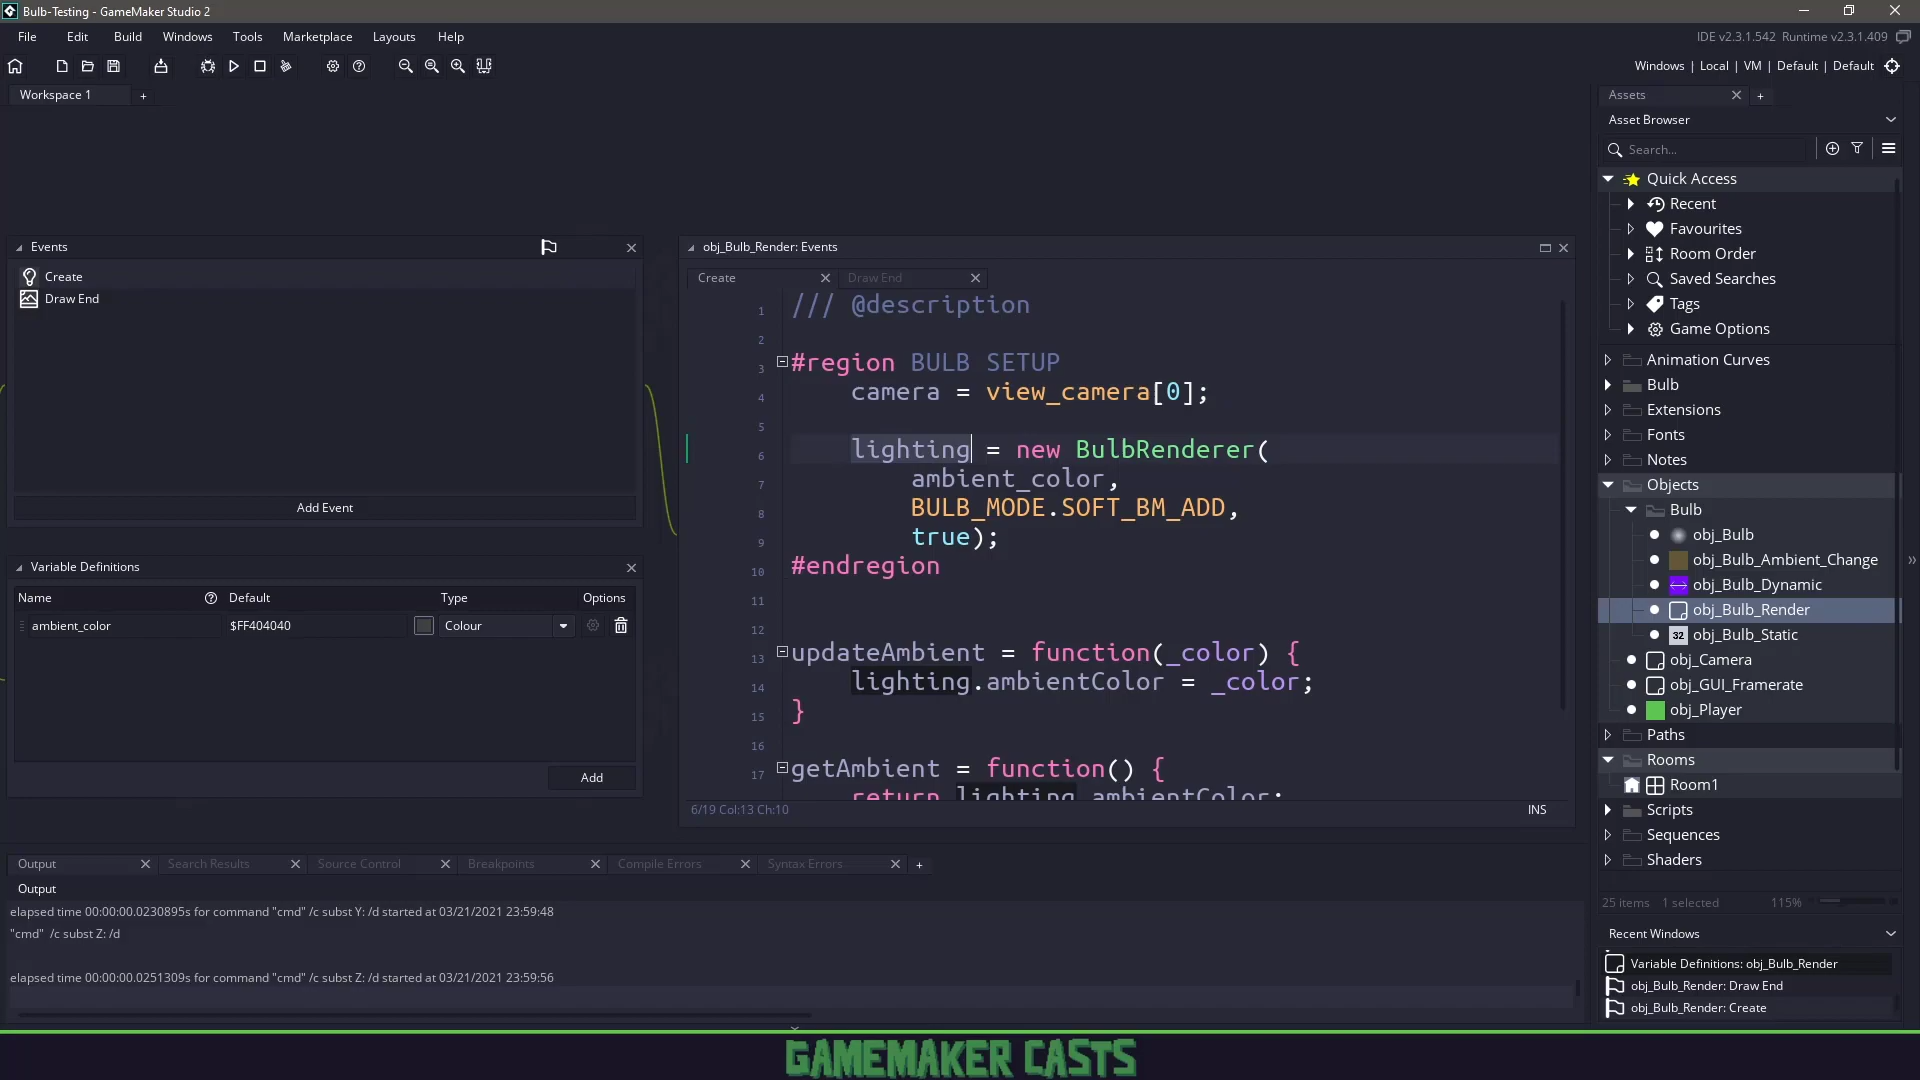 Bulb-Testing - GameMaker Studio 2
File Edit Build Windows Tools Marketplace Layouts Help
IDE v2.3.1.542 Runtime v2.3.1.409
Windows | Local | VM | Default | Default
Workspace 1 +
Assets
Asset Browser
Search...
Quick Access
Recent
Favourites
Room Order
Saved Searches
Tags
Game Options
Animation Curves
Bulb
Extensions
Fonts
Notes
Objects
Bulb
obj_Bulb
obj_Bulb_Ambient_Change
obj_Bulb_Dynamic
obj_Bulb_Render
32 obj_Bulb_Static
obj_Camera
obj_GUI_Framerate
obj_Player
Paths
Rooms
Room1
Scripts
Sequences
Shaders
25 items 1 selected 115%
Recent Windows
Variable Definitions: obj_Bulb_Render
obj_Bulb_Render: Draw End
obj_Bulb_Render: Create
Events
Create
Draw End
Add Event
Variable Definitions
Name Default Type Options
ambient_color $FF404040 Colour
Add
obj_Bulb_Render: Events
Create Draw End
1 /// @description
2
3 #region BULB SETUP
4 camera = view_camera[0];
5
6 lighting = new BulbRenderer(
7 ambient_color,
8 BULB_MODE.SOFT_BM_ADD,
9 true);
10 #endregion
11
12
13 updateAmbient = function(_color) {
14 lighting.ambientColor = _color;
15 }
16
17 getAmbient = function() {
return lighting.ambientColor;
6/19 Col:13 Ch:10 INS
Output Search Results Source Control Breakpoints Compile Errors Syntax Errors +
Output
elapsed time 00:00:00.0230895s for command "cmd" /c subst Y: /d started at 03/21/2021 23:59:48
"cmd" /c subst Z: /d
elapsed time 00:00:00.0251309s for command "cmd" /c subst Z: /d started at 03/21/2021 23:59:56
GAMEMAKER CASTS